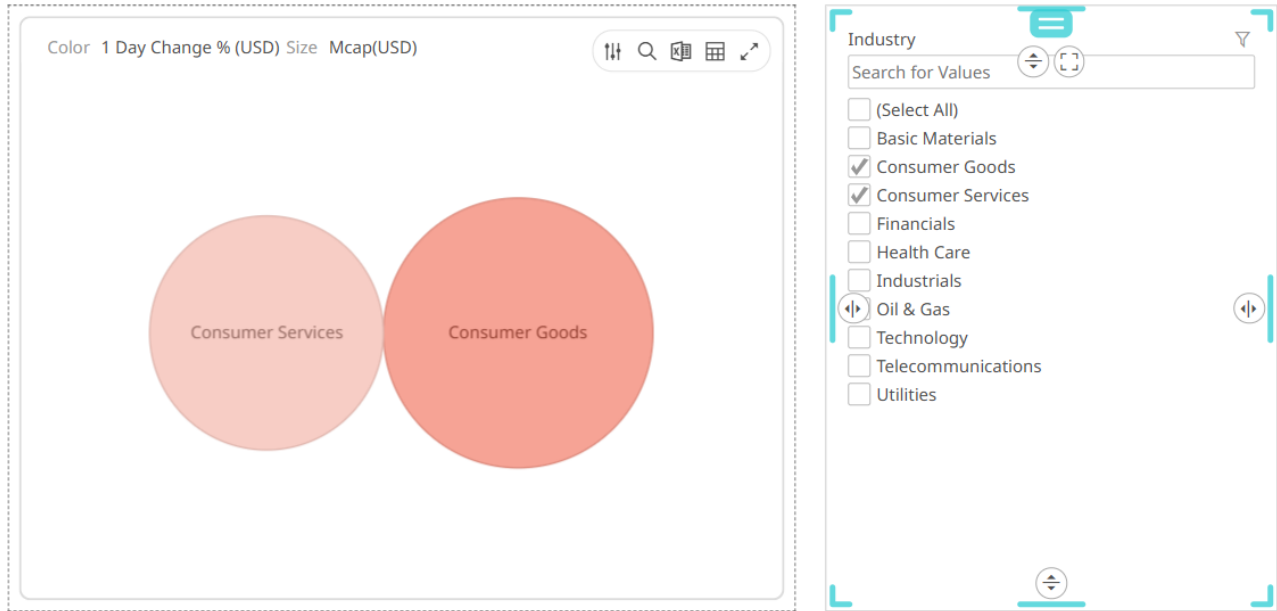 Color 1 Day Change % (USD) Size Mcap(USD)
Consumer Services
Consumer Goods
Industry
Search for Values
(Select All)
Basic Materials
Consumer Goods
Consumer Services
Financials
Health Care
Industrials
Oil & Gas
Technology
Telecommunications
Utilities